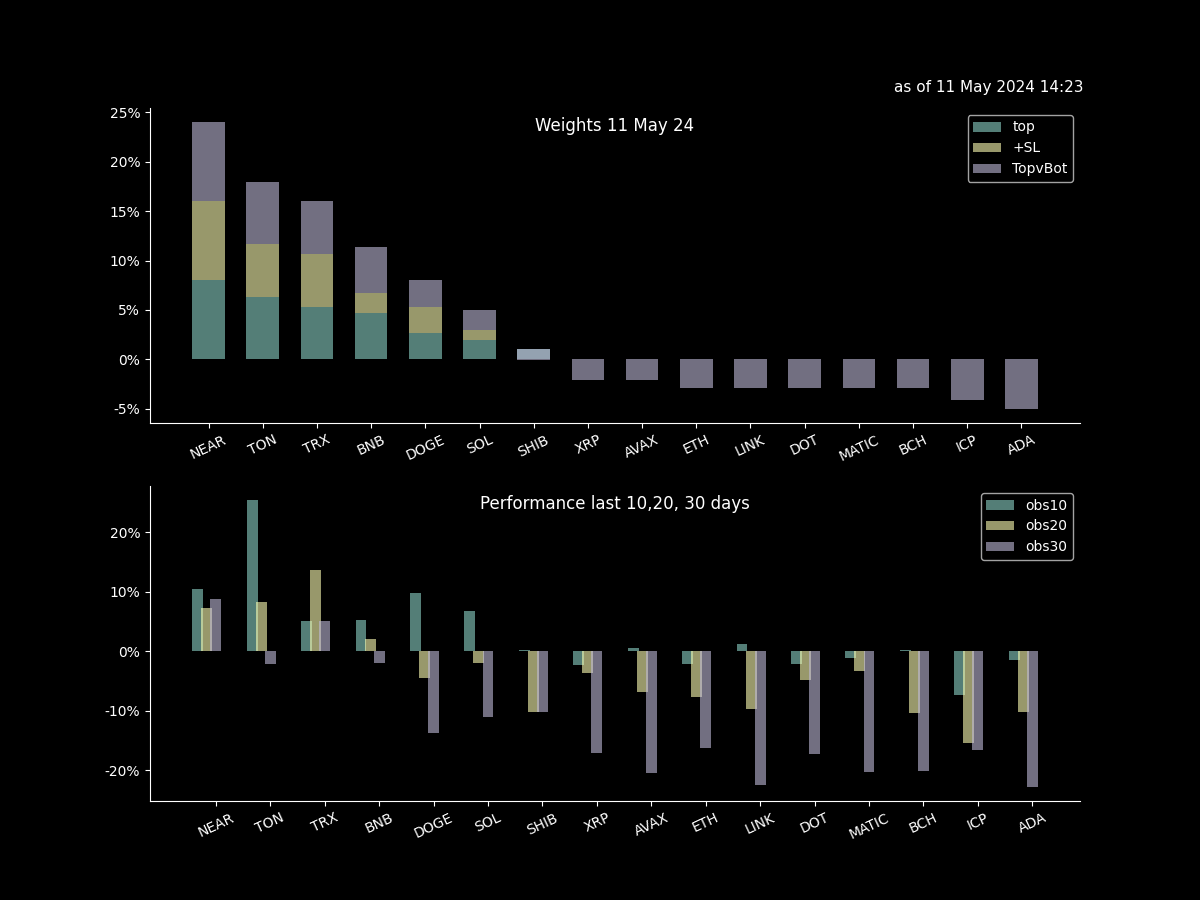 as of 11 May 2024 14:23
Weights 11 May 24
top
+SL
TopvBot
25%
20%
15%
10%
5%
0%
-5%
NEAR TON TRX BNB DOGE SOL SHIB XRP AVAX ETH LINK DOT MATIC BCH ICP ADA
Performance last 10,20, 30 days
obs10
obs20
obs30
20%
10%
0%
-10%
-20%
NEAR TON TRX BNB DOGE SOL SHIB XRP AVAX ETH LINK DOT MATIC BCH ICP ADA